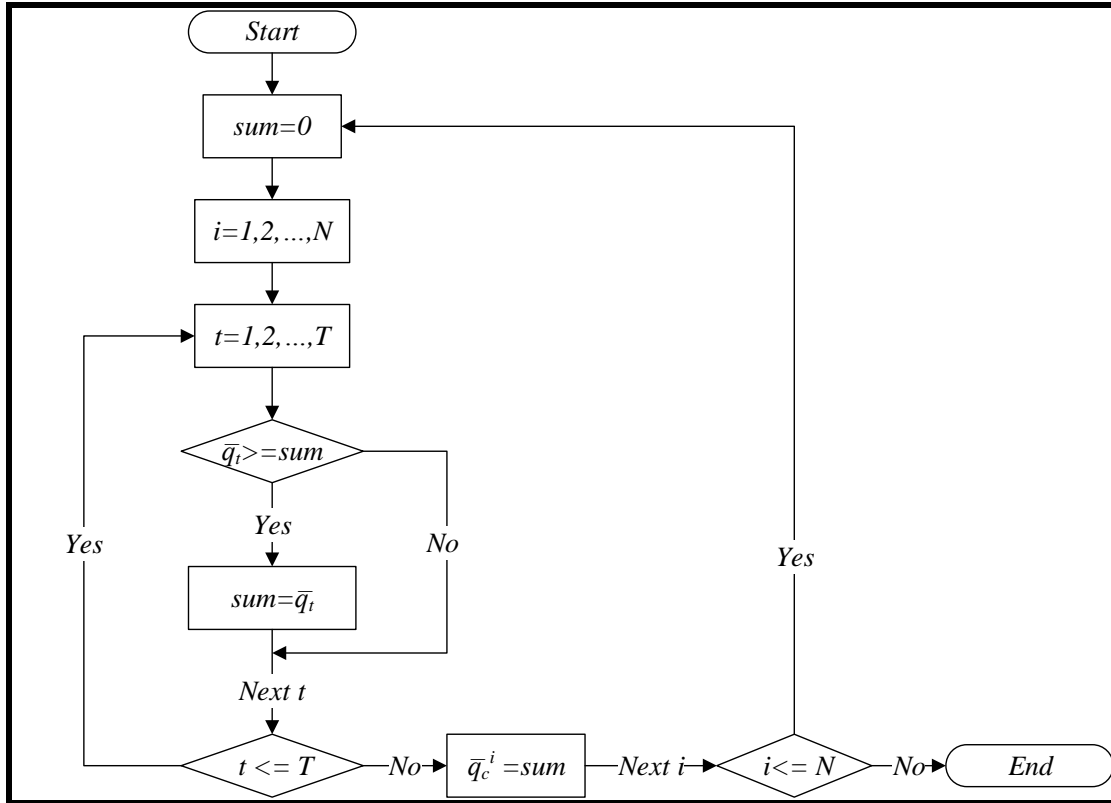 Start
sum=0
i=1,2,...,N
t=1,2,...,T
q̅ₜ>=sum
Yes
No
Yes
Yes
sum=q̅ₜ
Next t
t <= T
No
q̅_c^i =sum
Next i
i<= N
No
End